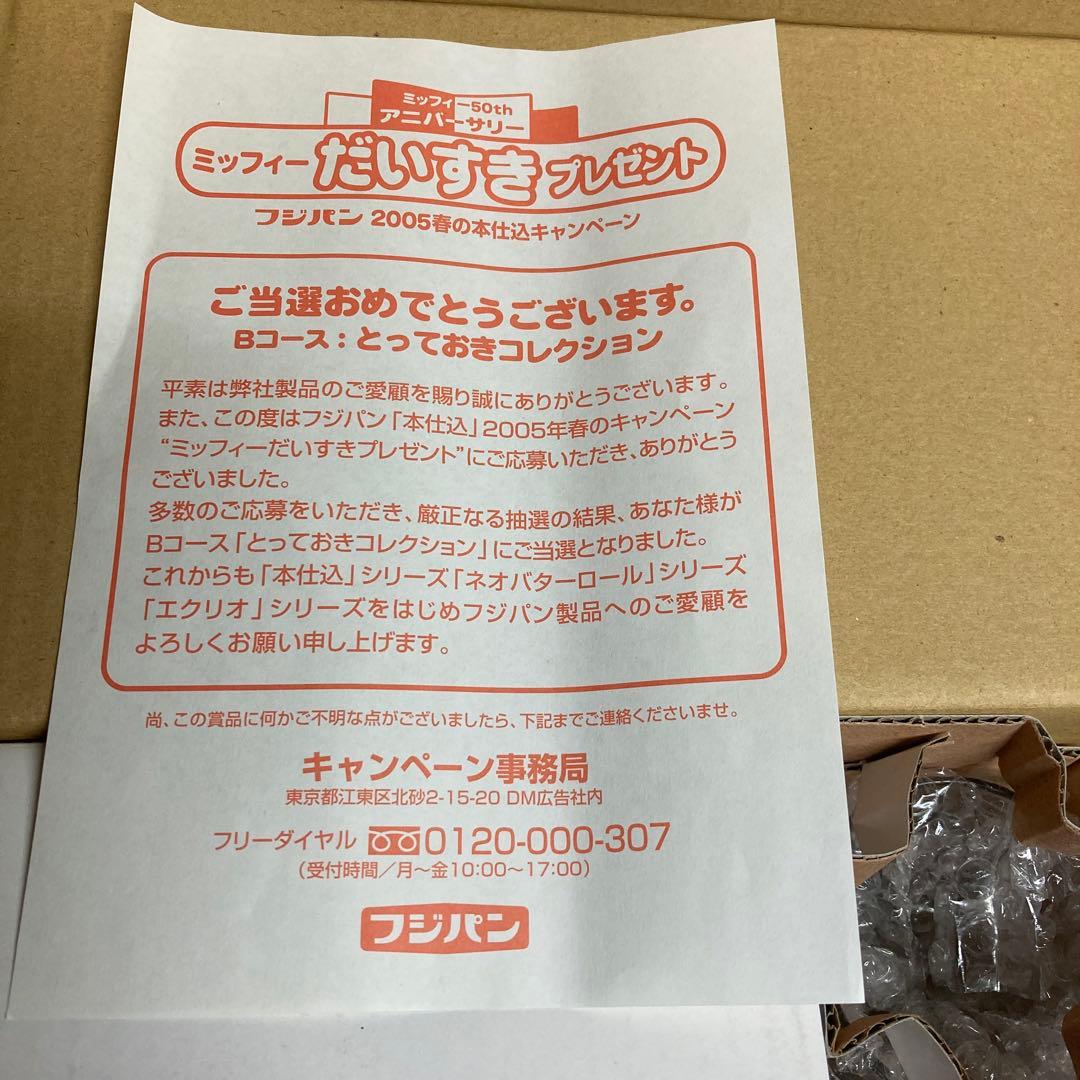 ミッフィー50th
アニバーサリー
ミッフィーだいすきプレゼント
フジパン 2005春の本仕込キャンペーン
ご当選おめでとうございます。
Bコース:とっておきコレクション
平素は弊社製品のご愛顧を賜り誠にありがとうございます。
また、この度はフジパン「本仕込」2005年春のキャンペーン
“ミッフィーだいすきプレゼント”にご応募いただき、ありがとう
ございました。
多数のご応募をいただき、厳正なる抽選の結果、あなた様が
Bコース「とっておきコレクション」にご当選となりました。
これからも「本仕込」シリーズ「ネオバターロール」シリーズ
「エクリオ」シリーズをはじめフジパン製品へのご愛顧を
よろしくお願い申し上げます。
尚、この賞品に何かご不明な点がございましたら、下記までご連絡くださいませ。
キャンペーン事務局
東京都江東区北砂2-15-20 DM広告社内
フリーダイヤル 0120-000-307
(受付時間/月〜金10:00〜17:00)
フジパン